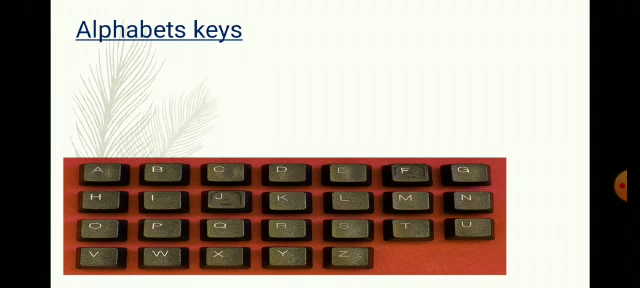 Alphabets keys
A B C D E F G
H I J K L M N
O P Q R S T U
V W X Y Z